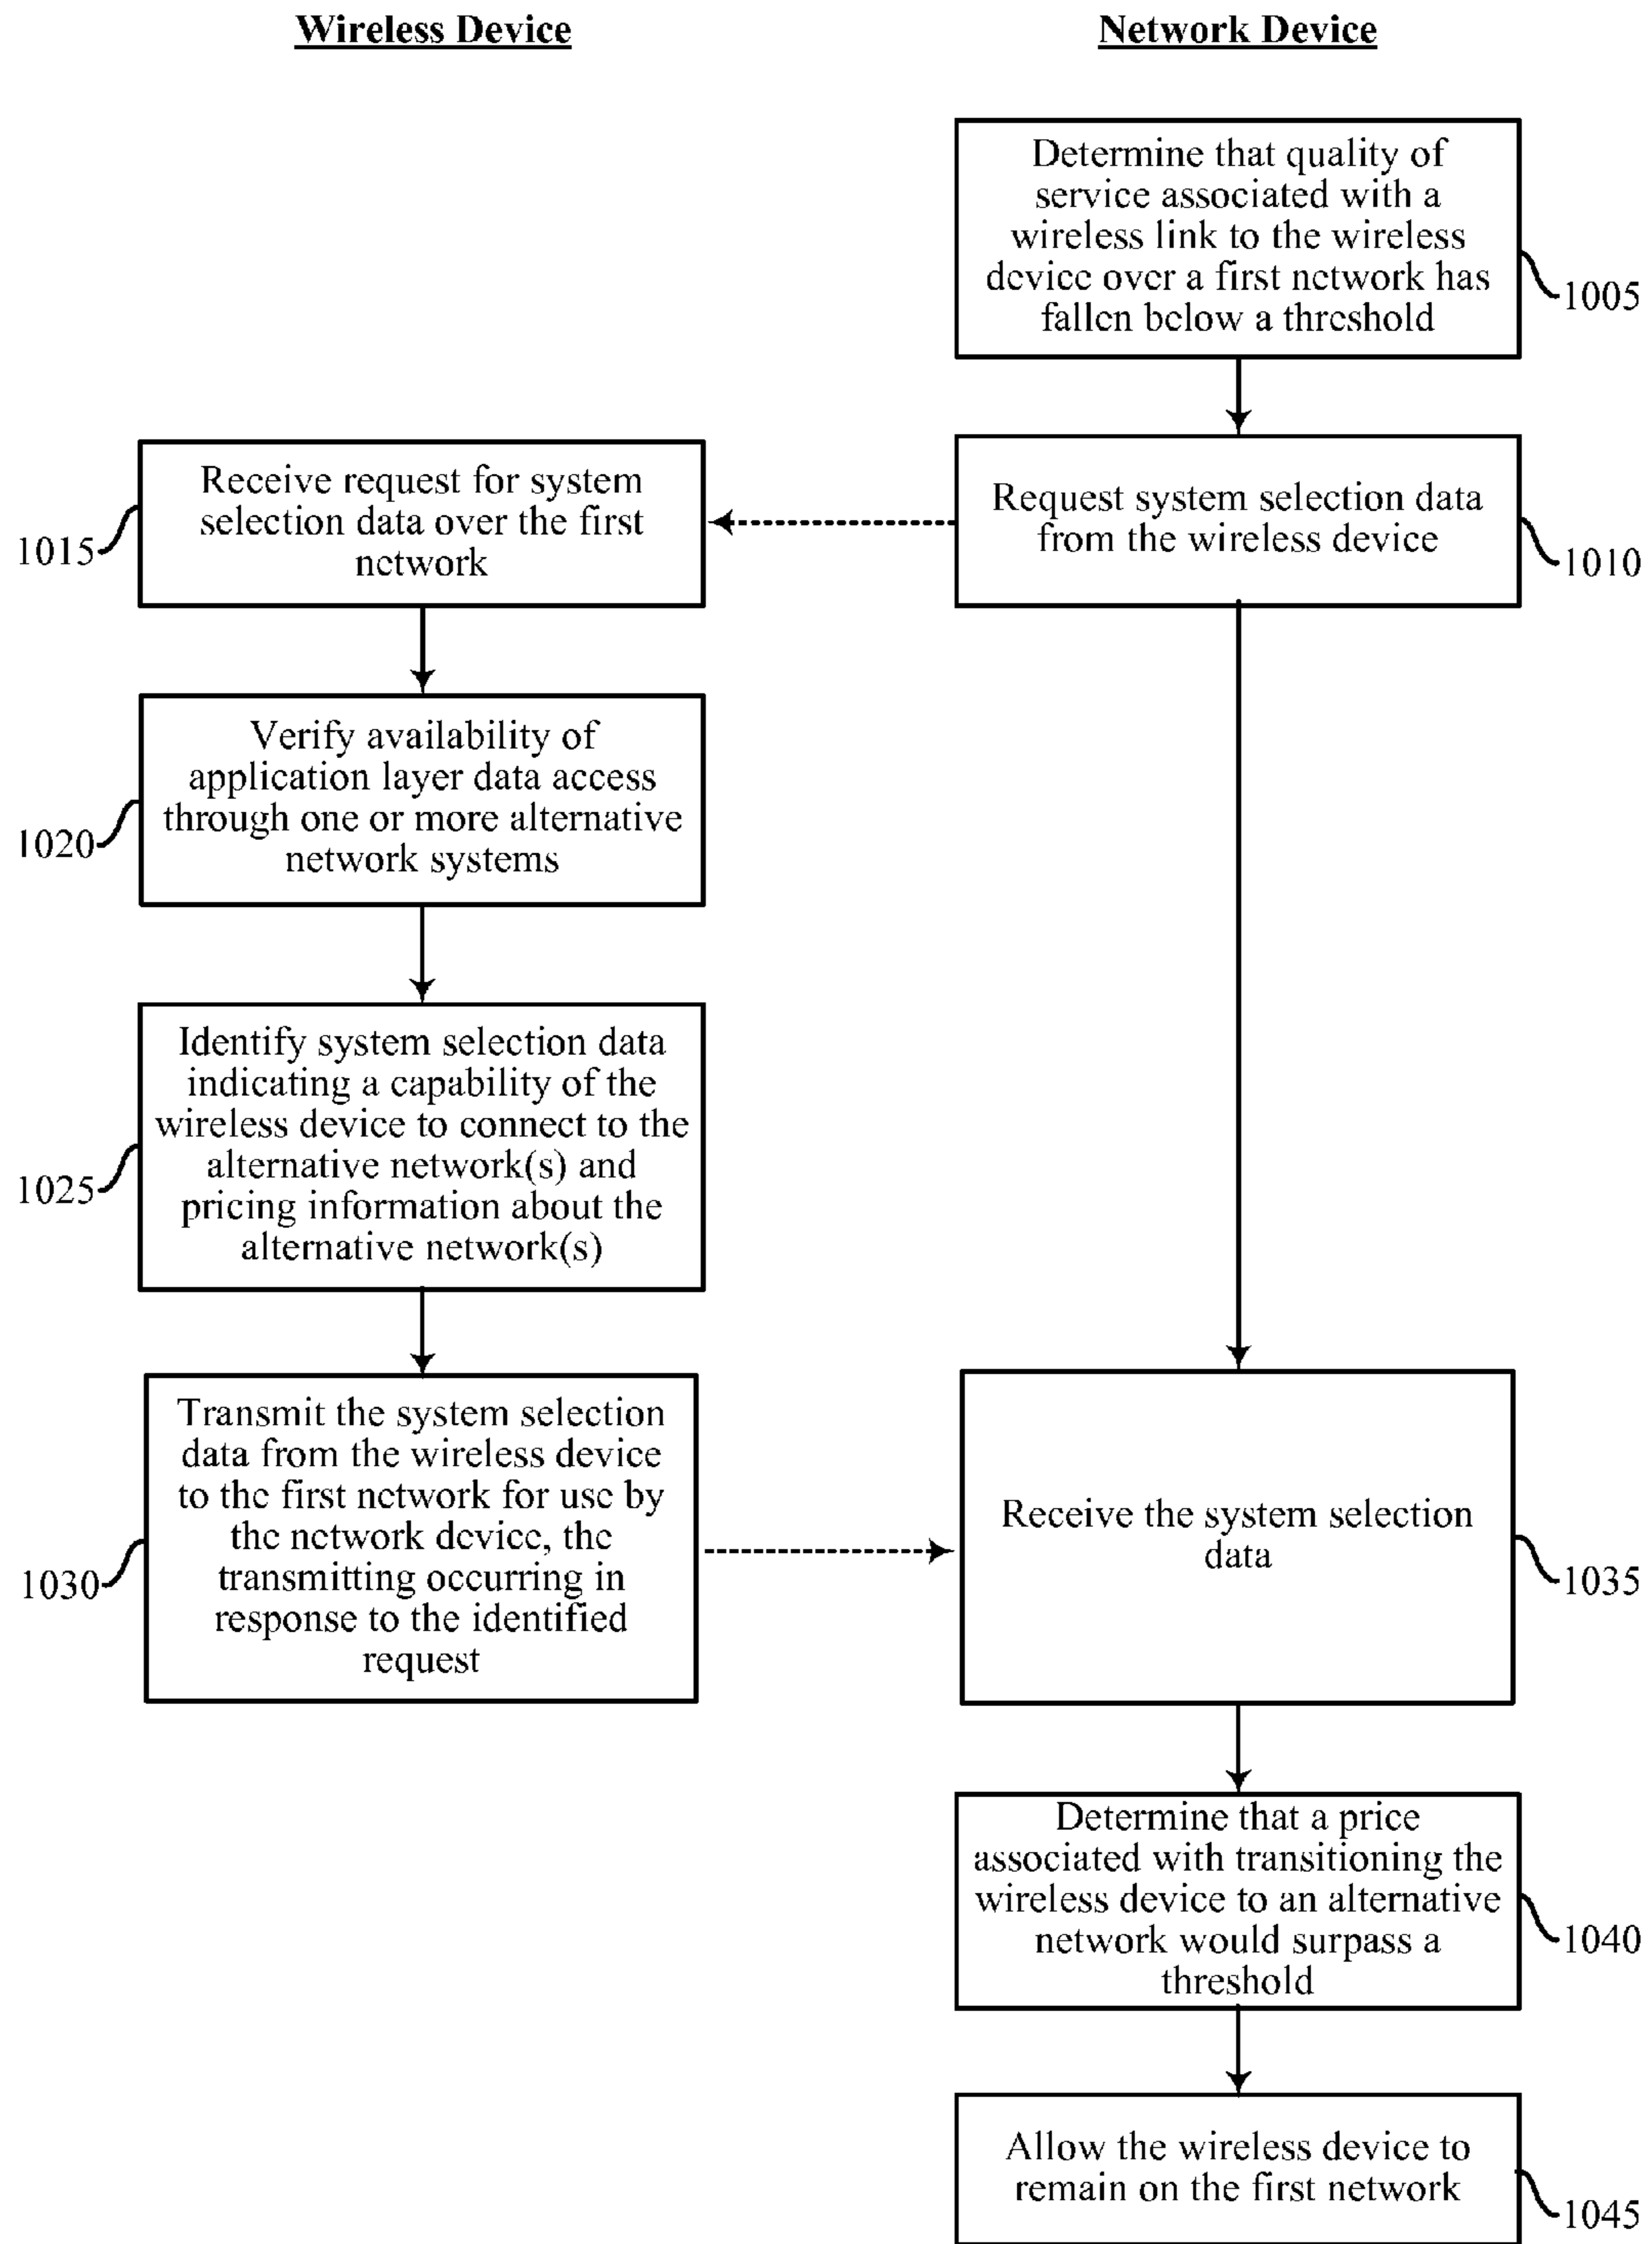 Wireless Device
Network Device
Determine that quality of
service associated with a
wireless link to the wireless
device over a first network has
fallen below a threshold
1005
Receive request for system
selection data over the first
network
1015
Request system selection data
from the wireless device
1010
Verify availability of
application layer data access
through one or more alternative
network systems
1020
Identify system selection data
indicating a capability of the
wireless device to connect to the
alternative network(s) and
pricing information about the
alternative network(s)
1025
Transmit the system selection
data from the wireless device
to the first network for use by
the network device, the
transmitting occurring in
response to the identified
request
1030
Receive the system selection
data
1035
Determine that a price
associated with transitioning the
wireless device to an alternative
network would surpass a
threshold
1040
Allow the wireless device to
remain on the first network
1045